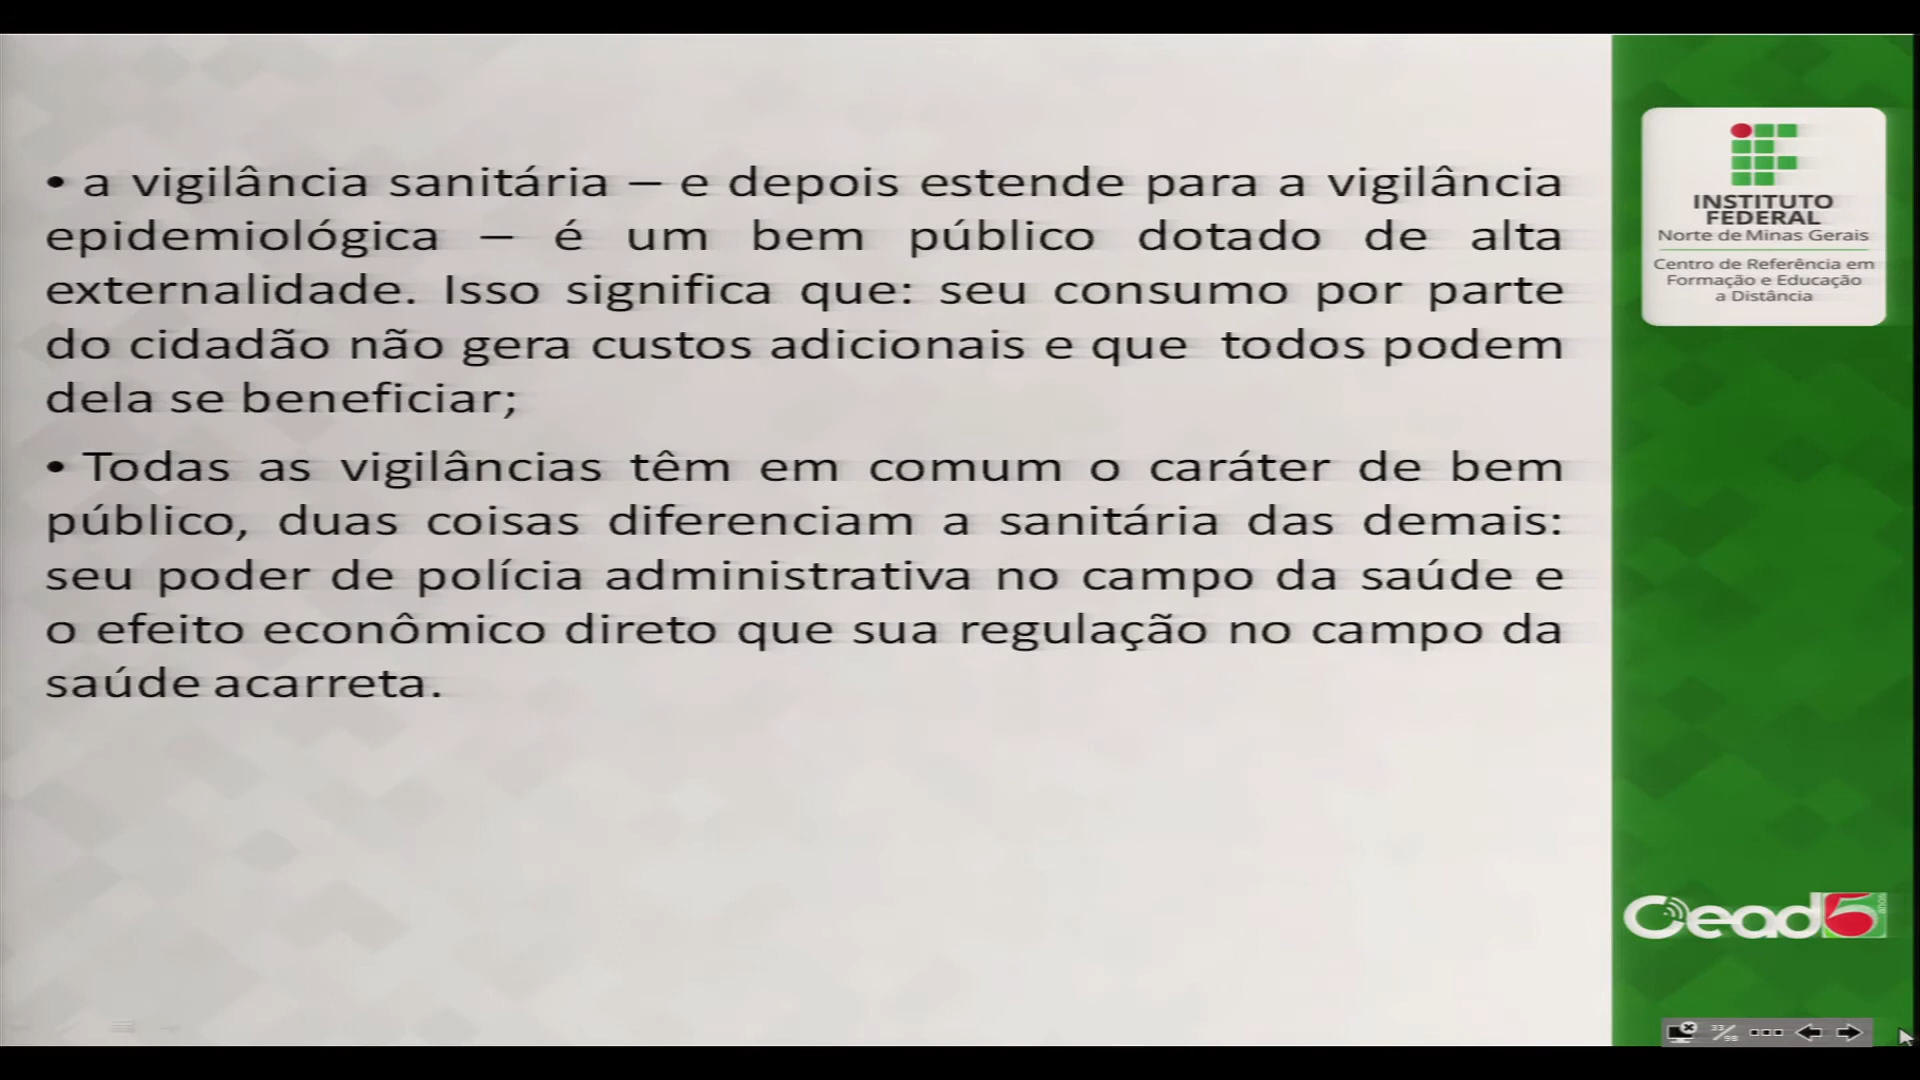 • a vigilância sanitária – e depois estende para a vigilância
epidemiológica – é um bem público dotado de alta
externalidade. Isso significa que: seu consumo por parte
do cidadão não gera custos adicionais e que todos podem
dela se beneficiar;
• Todas as vigilâncias têm em comum o caráter de bem
público, duas coisas diferenciam a sanitária das demais:
seu poder de polícia administrativa no campo da saúde e
o efeito econômico direto que sua regulação no campo da
saúde acarreta.
INSTITUTO
FEDERAL
Norte de Minas Gerais
Centro de Referência em
Formação e Educação
a Distância
Cead 5 anos
33/98